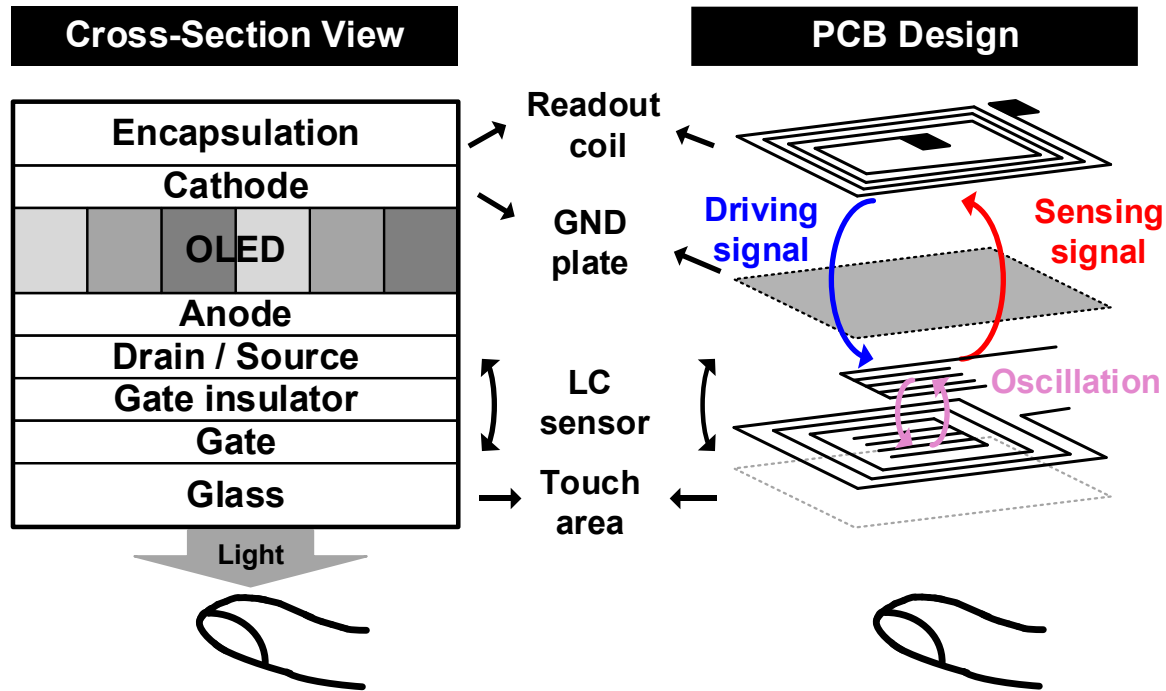 Cross-Section View
Encapsulation
Cathode
OLED
Anode
Drain / Source
Gate insulator
Gate
Glass
Light
Readout
coil
GND
plate
LC
sensor
Touch
area
PCB Design
Driving
signal
Sensing
signal
Oscillation